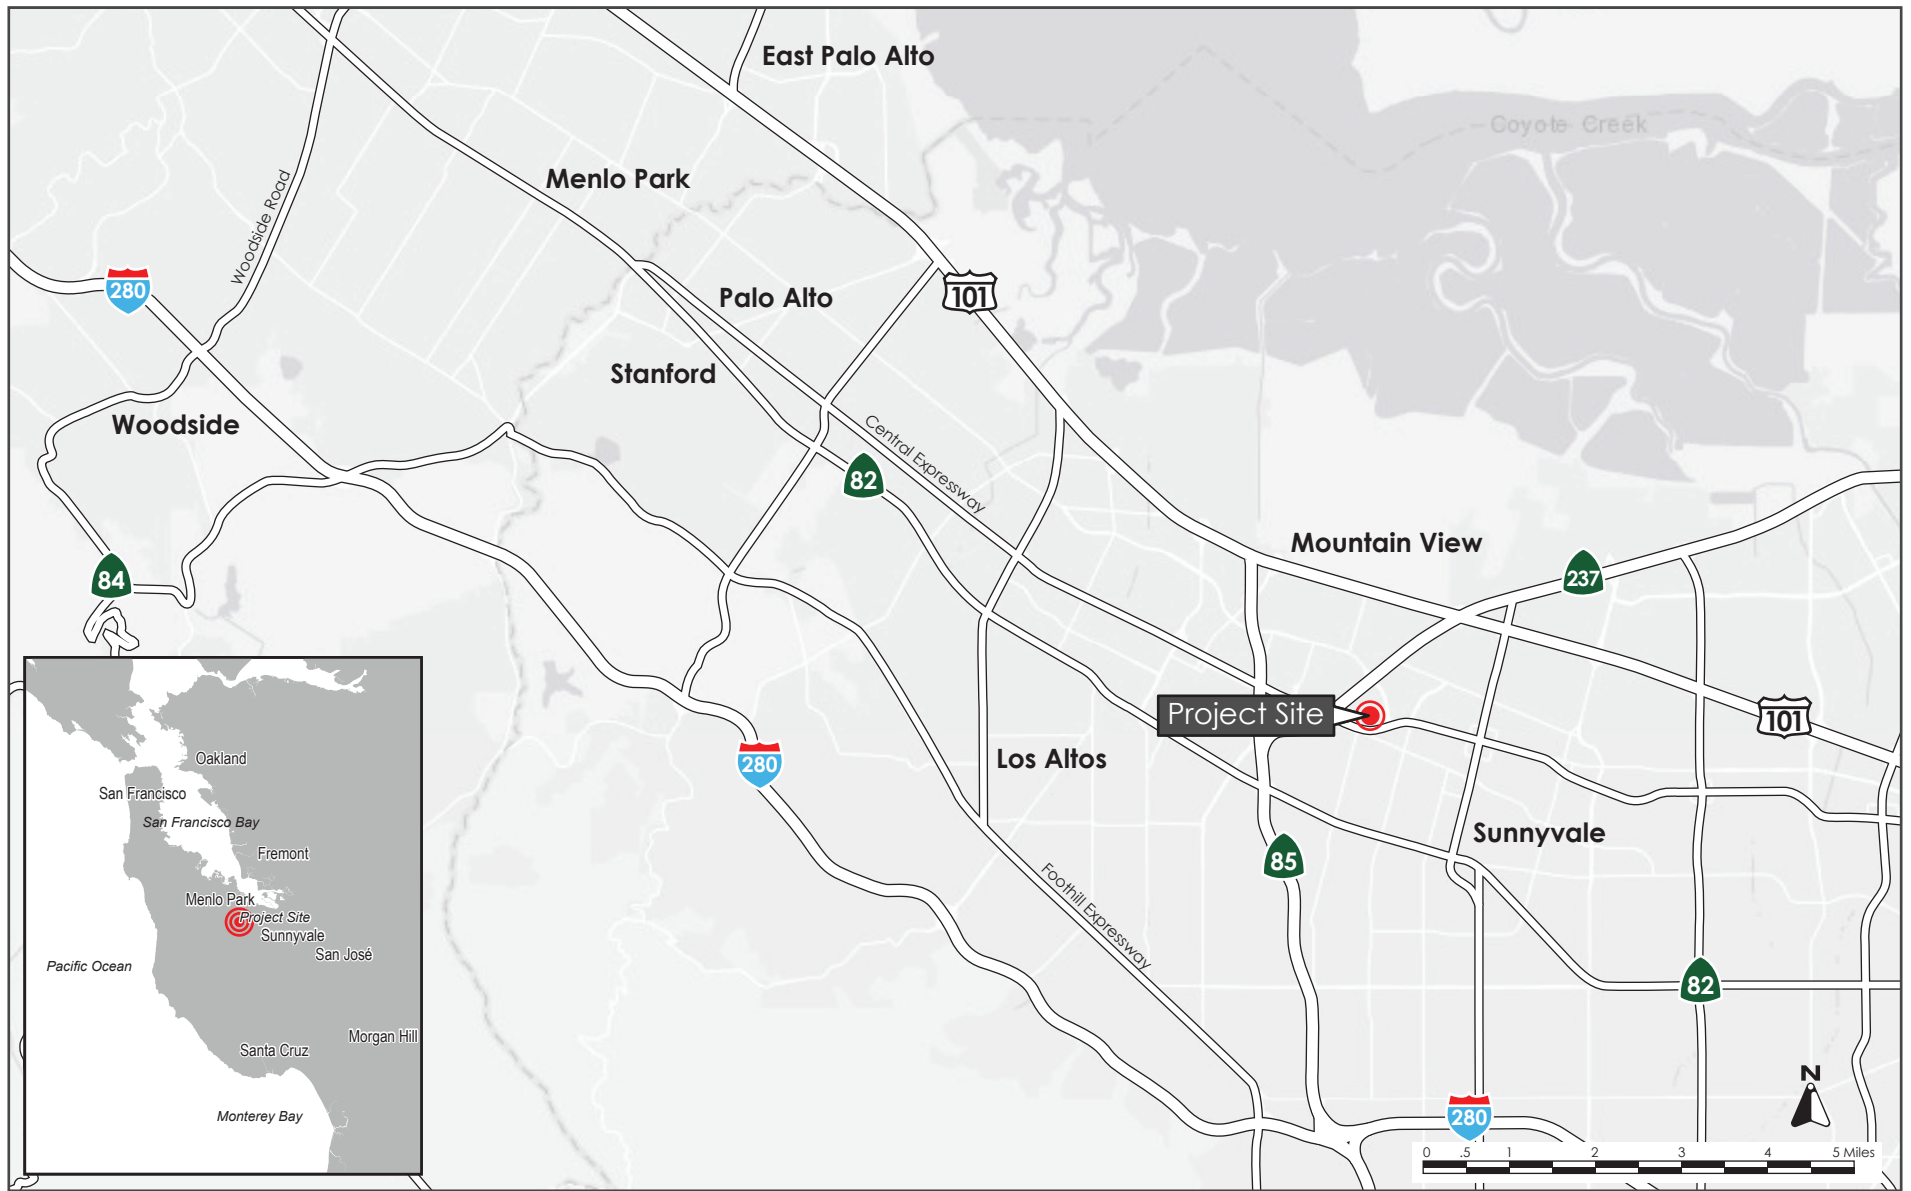 East Palo Alto
Coyote Creek
Menlo Park
Woodside Road
280
101
Palo Alto
Stanford
Woodside
Central Expressway
82
Mountain View
84
237
Project Site
101
Los Altos
280
Sunnyvale
85
Foothill Expressway
82
280
N
0 .5 1 2 3 4 5 Miles
Oakland
San Francisco
San Francisco Bay
Fremont
Menlo Park
Project Site
Sunnyvale
San José
Pacific Ocean
Morgan Hill
Santa Cruz
Monterey Bay